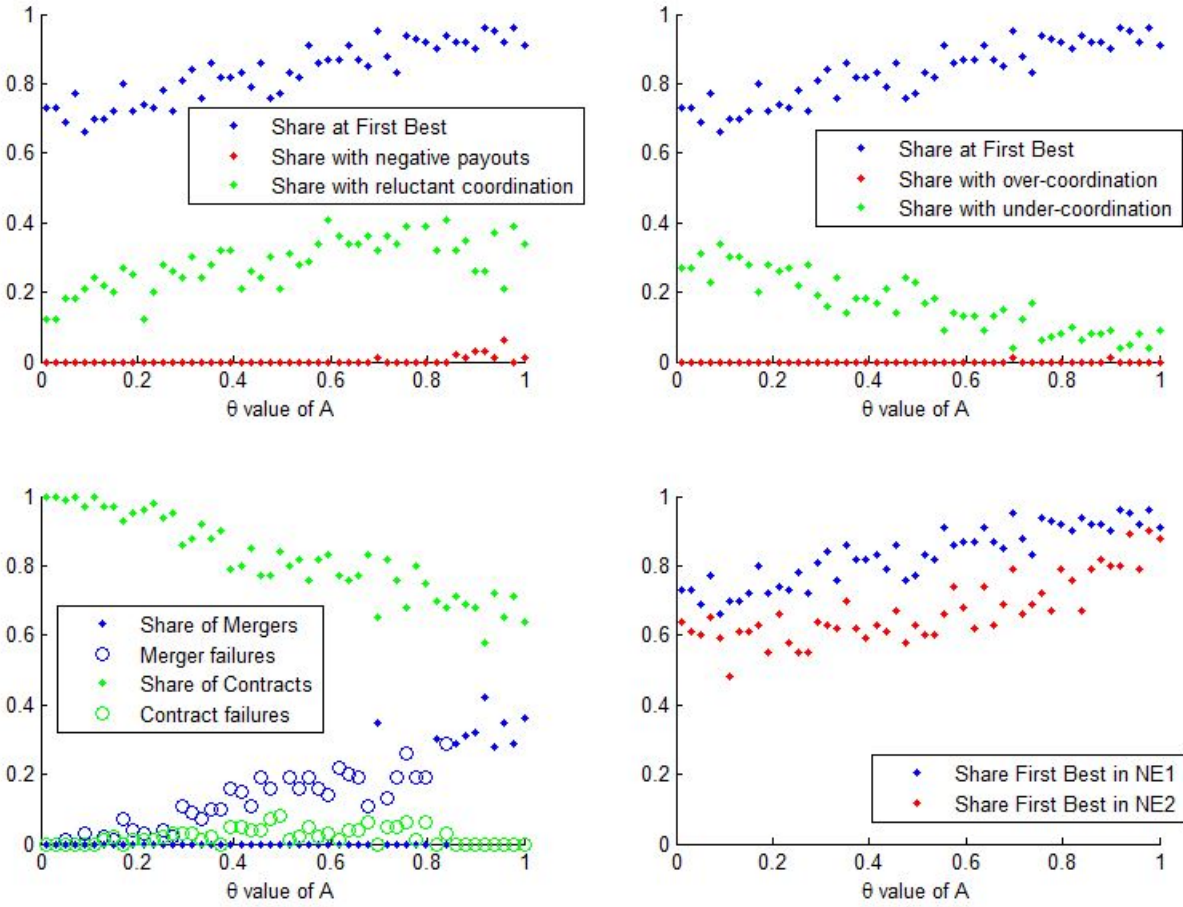 1
0.8
0.6
0.4
0.2
0
Share at First Best
Share with negative payouts
Share with reluctant coordination
0 0.2 0.4 0.6 0.8 1
θ value of A
1
0.8
0.6
0.4
0.2
0
Share at First Best
Share with over-coordination
Share with under-coordination
0 0.2 0.4 0.6 0.8 1
θ value of A
1
0.8
0.6
0.4
0.2
0
Share of Mergers
Merger failures
Share of Contracts
Contract failures
0 0.2 0.4 0.6 0.8 1
θ value of A
1
0.8
0.6
0.4
0.2
0
Share First Best in NE1
Share First Best in NE2
0 0.2 0.4 0.6 0.8 1
θ value of A